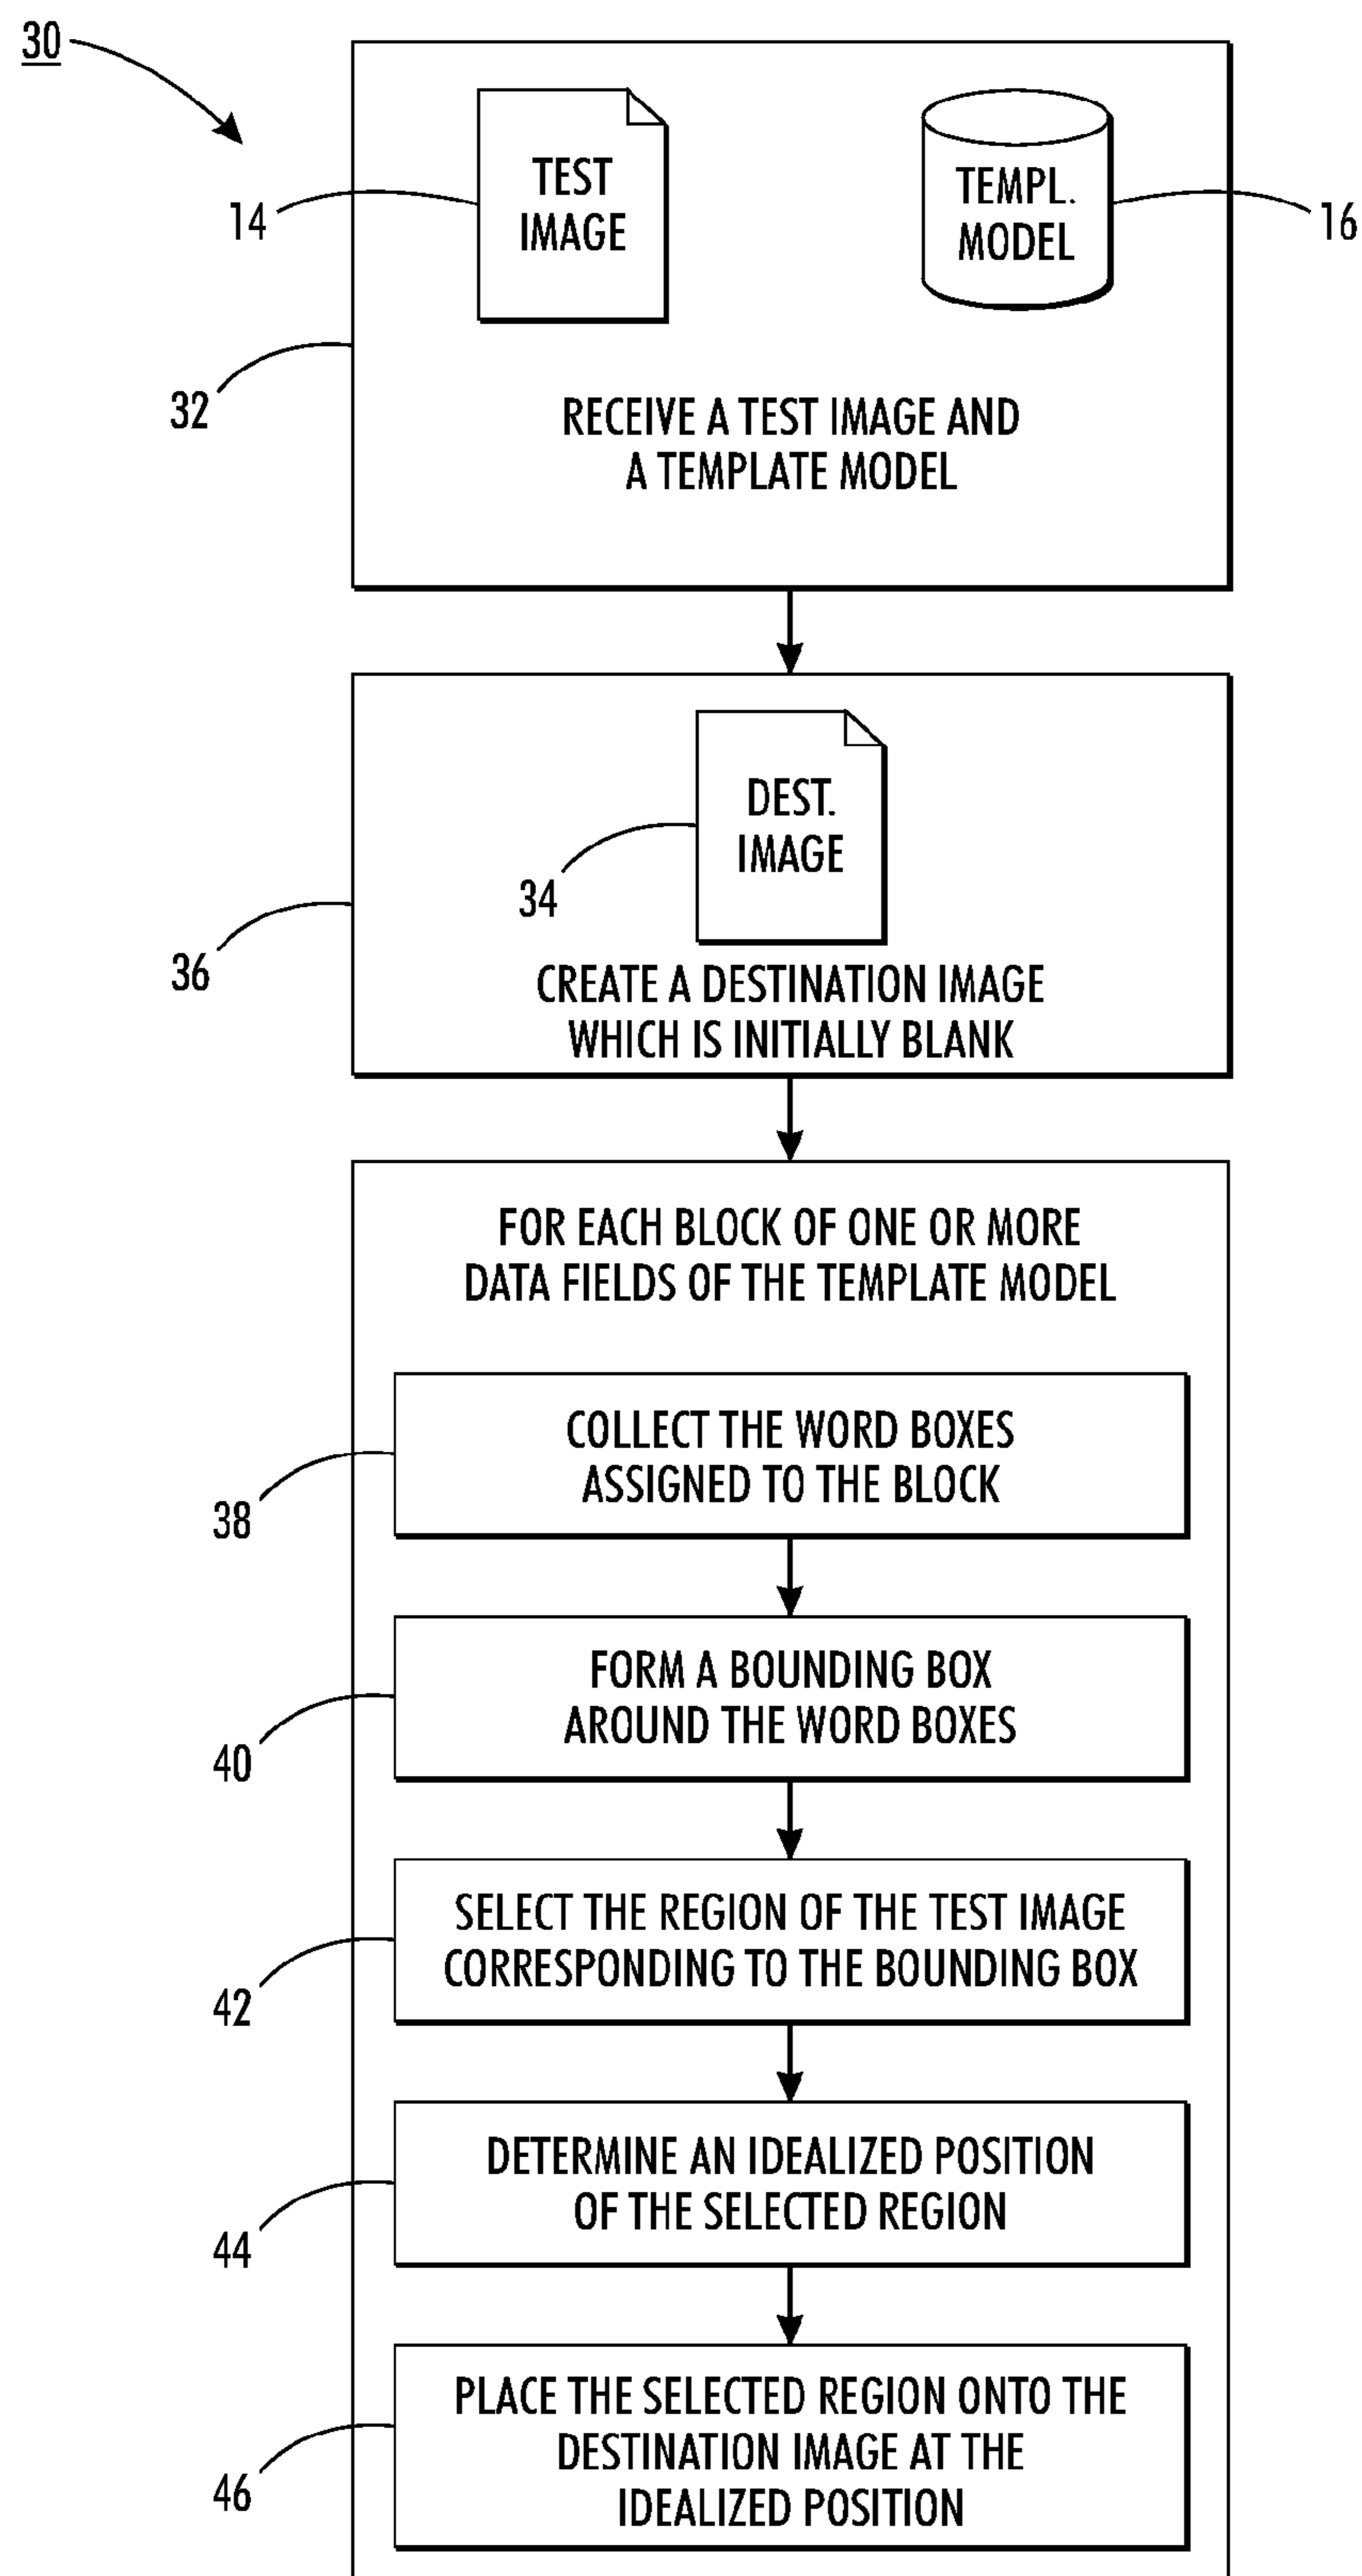 30
TEST
IMAGE
TEMPL.
MODEL
14
16
32
RECEIVE A TEST IMAGE AND
A TEMPLATE MODEL
DEST.
IMAGE
34
36
CREATE A DESTINATION IMAGE
WHICH IS INITIALLY BLANK
FOR EACH BLOCK OF ONE OR MORE
DATA FIELDS OF THE TEMPLATE MODEL
COLLECT THE WORD BOXES
ASSIGNED TO THE BLOCK
38
FORM A BOUNDING BOX
AROUND THE WORD BOXES
40
SELECT THE REGION OF THE TEST IMAGE
CORRESPONDING TO THE BOUNDING BOX
42
DETERMINE AN IDEALIZED POSITION
OF THE SELECTED REGION
44
PLACE THE SELECTED REGION ONTO THE
DESTINATION IMAGE AT THE
IDEALIZED POSITION
46